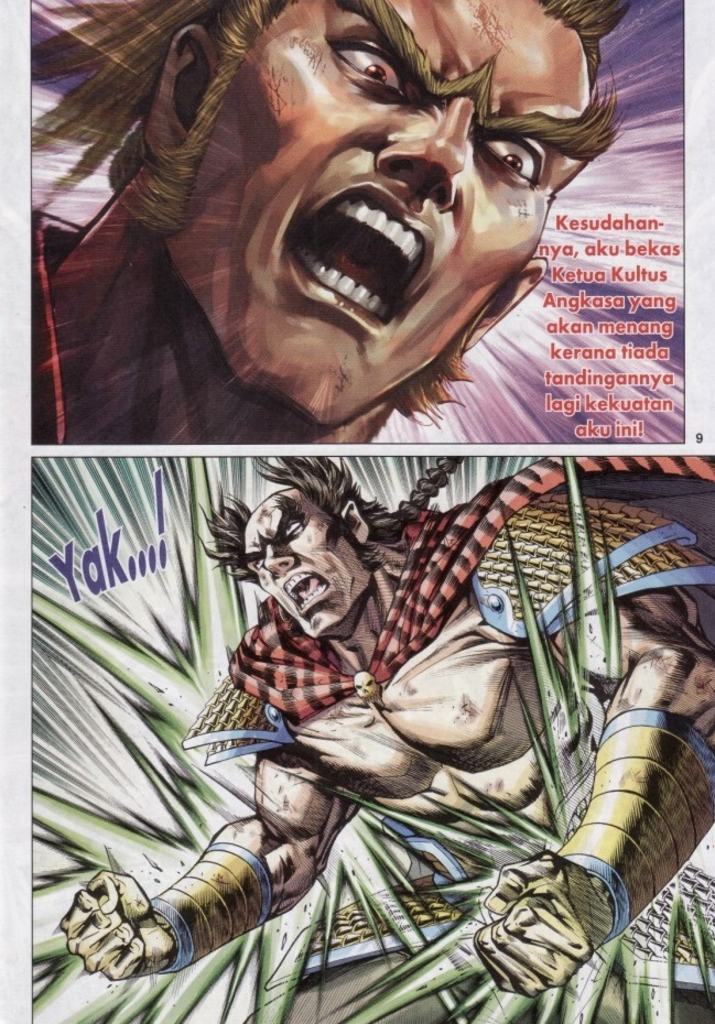 Kesudahan-
nya, aku bekas
Ketua Kultus
Angkasa yang
akan menang
kerana tiada
tandingannya
lagi kekuatan
aku ini!
9
Yak....!